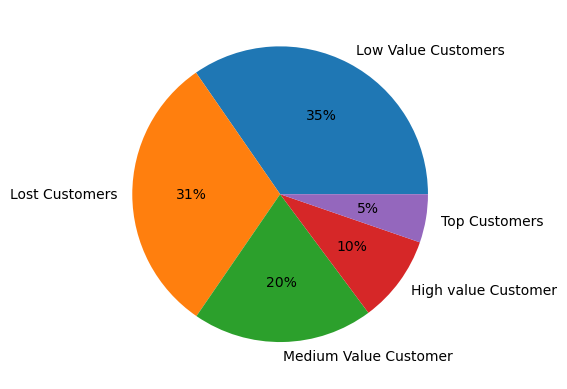 Low Value Customers
35%
Lost Customers
31%
5%
Top Customers
10%
20%
High value Customer
Medium Value Customer